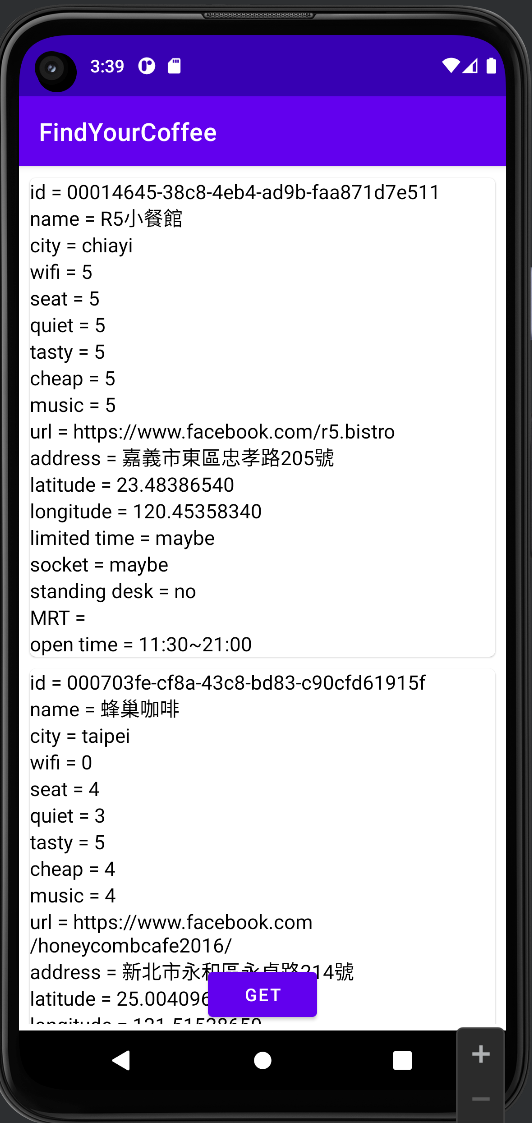 3:39
FindYourCoffee
id = 00014645-38c8-4eb4-ad9b-faa871d7e511
name = R5小餐館
city = chiayi
wifi = 5
seat = 5
quiet = 5
tasty = 5
cheap = 5
music = 5
url = https://www.facebook.com/r5.bistro
address = 嘉義市東區忠孝路205號
latitude = 23.48386540
longitude = 120.45358340
limited time = maybe
socket = maybe
standing desk = no
MRT =
open time = 11:30~21:00
id = 000703fe-cf8a-43c8-bd83-c90cfd61915f
name = 蜂巢咖啡
city = taipei
wifi = 0
seat = 4
quiet = 3
tasty = 5
cheap = 4
music = 4
url = https://www.facebook.com
/honeycombcafe2016/
address = 新北市永和區永貞路214號
latitude = 25.004096
GET
longitude = 121.51528650